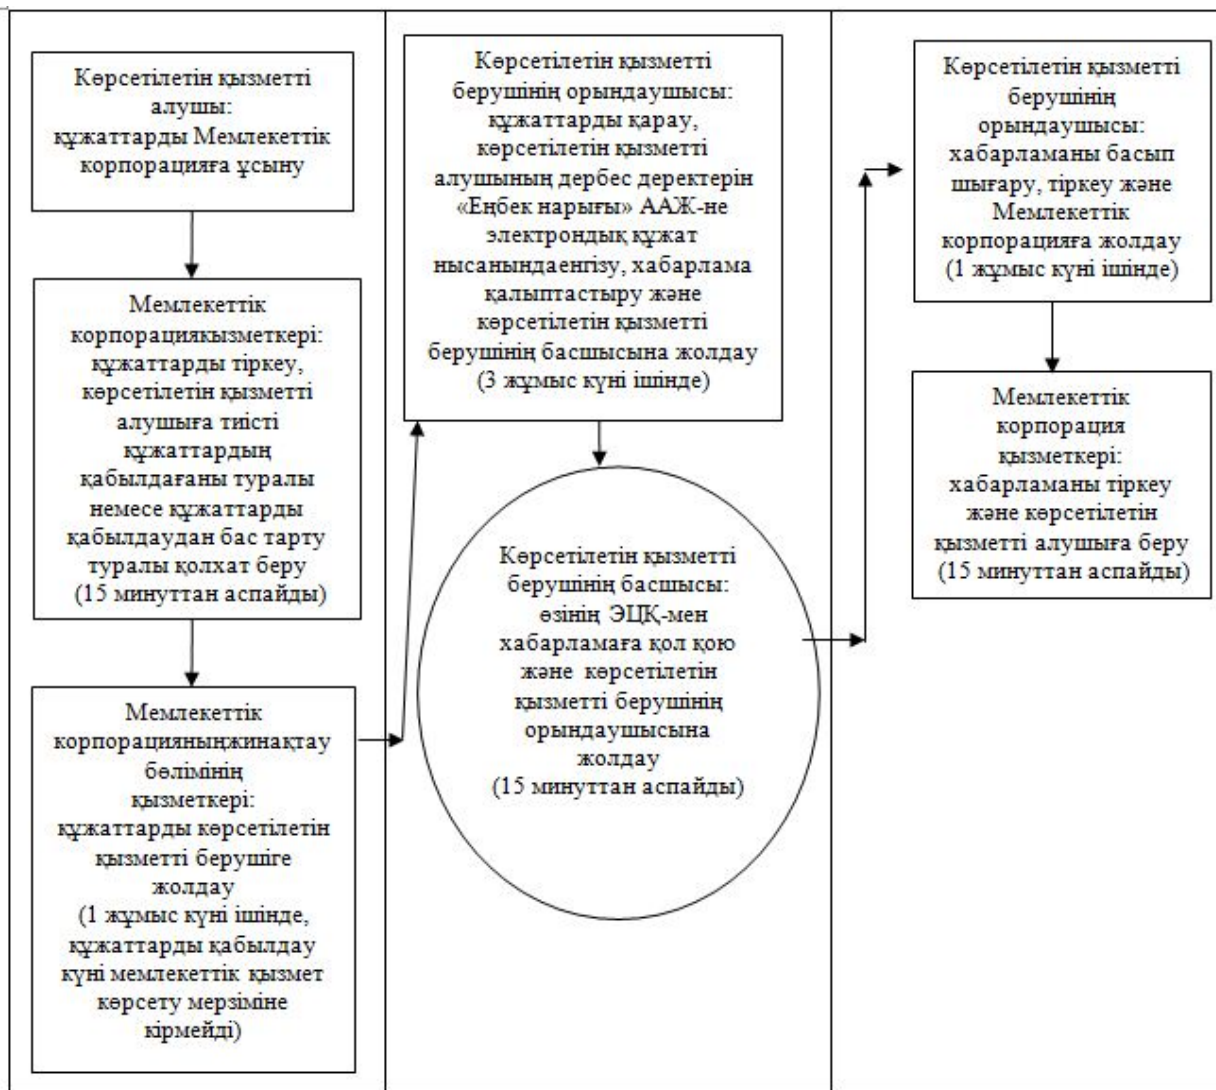 Көрсетілетін қызметті
алушы:
құжаттарды Мемлекеттік
корпорацияға ұсыну
Мемлекеттік
корпорациякызметкері:
құжаттарды тіркеу,
көрсетілетін қызметті
алушыға тиісті
құжаттардың
қабылдағаны туралы
немесе құжаттарды
қабылдаудан бас тарту
туралы қолхат беру
(15 минуттан аспайды)
Мемлекеттік
корпорацияныңжинақтау
бөлімінің
қызметкері:
құжаттарды көрсетілетін
қызметті берушіге
жолдау
(1 жұмыс күні ішінде,
құжаттарды қабылдау
күні мемлекеттік қызмет
көрсету мерзіміне
кірмейді)
Көрсетілетін қызметті
берушінің орындаушысы:
құжаттарды қарау,
көрсетілетін қызметті
алушының дербес деректерін
«Еңбек нарығы» ААЖ-не
электрондық құжат
нысанындаенгізу, хабарлама
қалыптастыру және
көрсетілетін қызметті
берушінің басшысына жолдау
(3 жұмыс күні ішінде)
Көрсетілетін қызметті
берушінің басшысы:
өзінің ЭЦҚ-мен
хабарламаға қол қою
және көрсетілетін
қызметті берушінің
орындаушысына
жолдау
(15 минуттан аспайды)
Көрсетілетін қызметті
берушінің
орындаушысы:
хабарламаны басып
шығару, тіркеу және
Мемлекеттік
корпорацияға жолдау
(1 жұмыс күні ішінде)
Мемлекеттік
корпорация
қызметкері:
хабарламаны тіркеу
және көрсетілетін
қызметті алушыға беру
(15 минуттан аспайды)